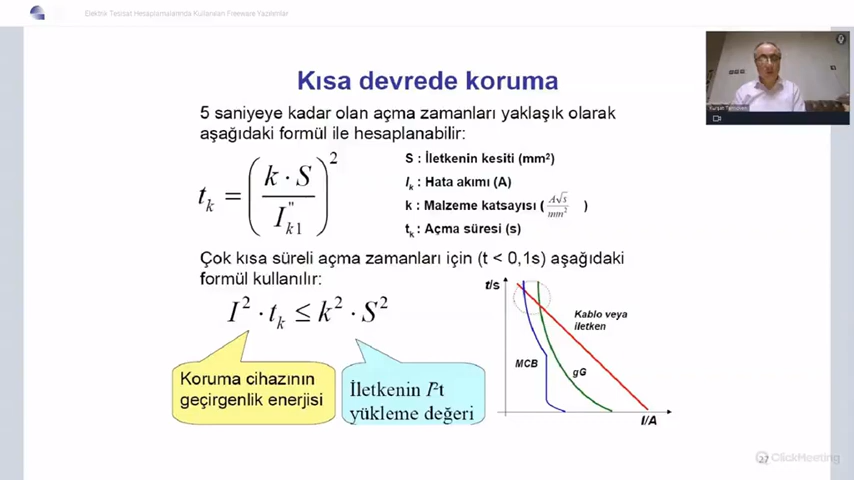 Elektrik Tesisat Hesaplamalarında Kullanılan Freeware Yazılımlar
Kısa devrede koruma
5 saniyeye kadar olan açma zamanları yaklaşık olarak
aşağıdaki formül ile hesaplanabilir:
t_k = (k · S / I''_k1)²
S : İletkenin kesiti (mm²)
I_k : Hata akımı (A)
k : Malzeme katsayısı (A√s/mm²)
t_k : Açma süresi (s)
Çok kısa süreli açma zamanları için (t < 0,1s) aşağıdaki
formül kullanılır:
I² · t_k ≤ k² · S²
Koruma cihazının
geçirgenlik enerjisi
İletkenin I²t
yükleme değeri
t/s
Kablo veya
iletken
MCB
gG
I/A
27
ClickMeeting